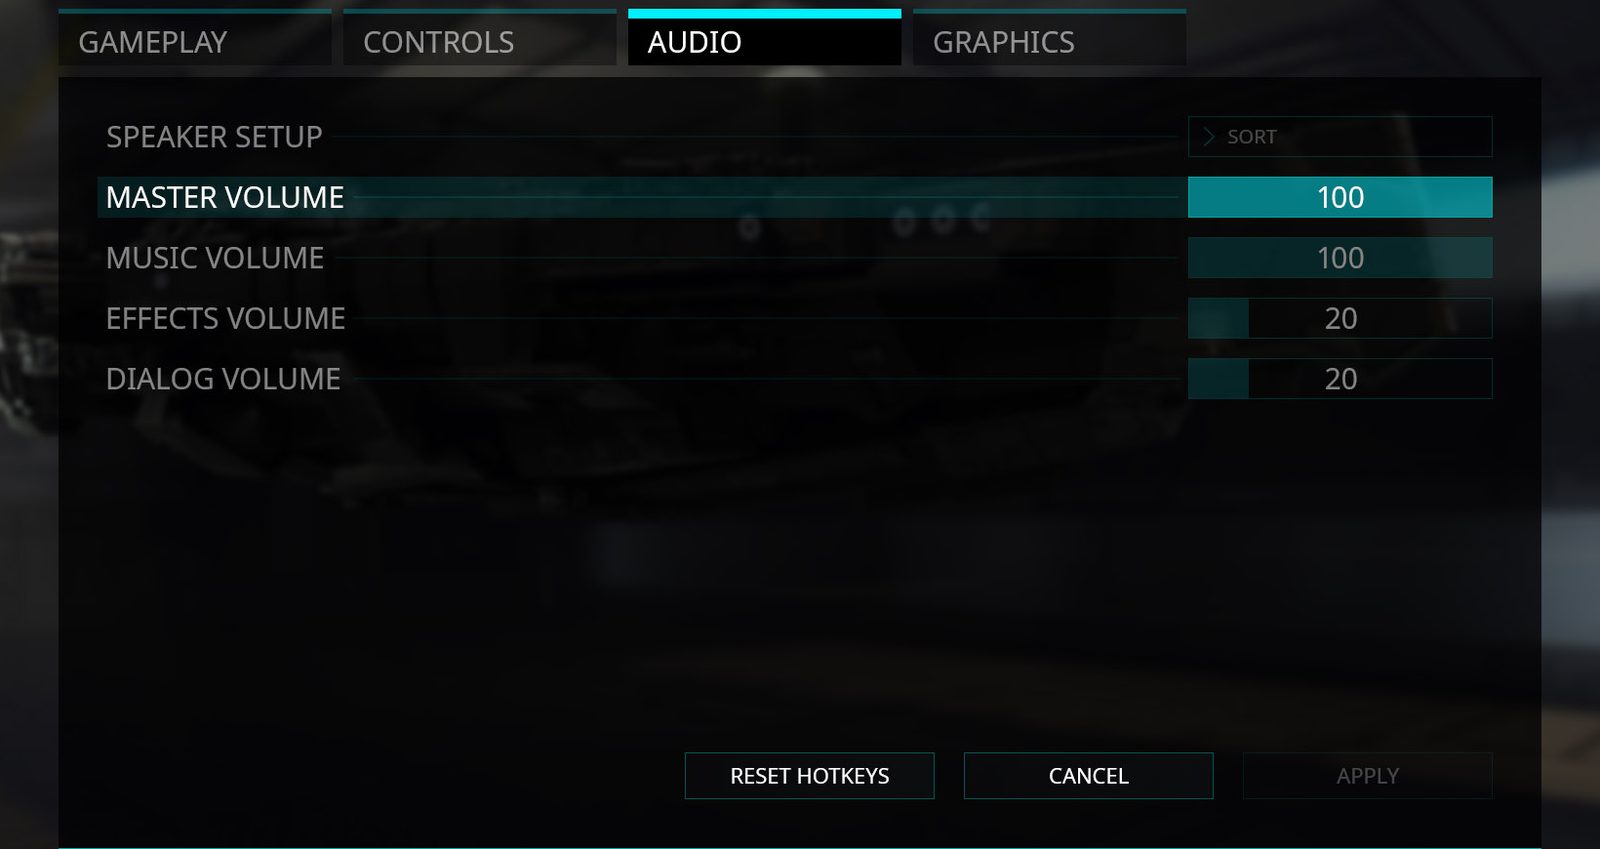 GAMEPLAY CONTROLS AUDIO GRAPHICS
SPEAKER SETUP SORT
MASTER VOLUME 100
MUSIC VOLUME 100
EFFECTS VOLUME 20
DIALOG VOLUME 20
RESET HOTKEYS CANCEL APPLY